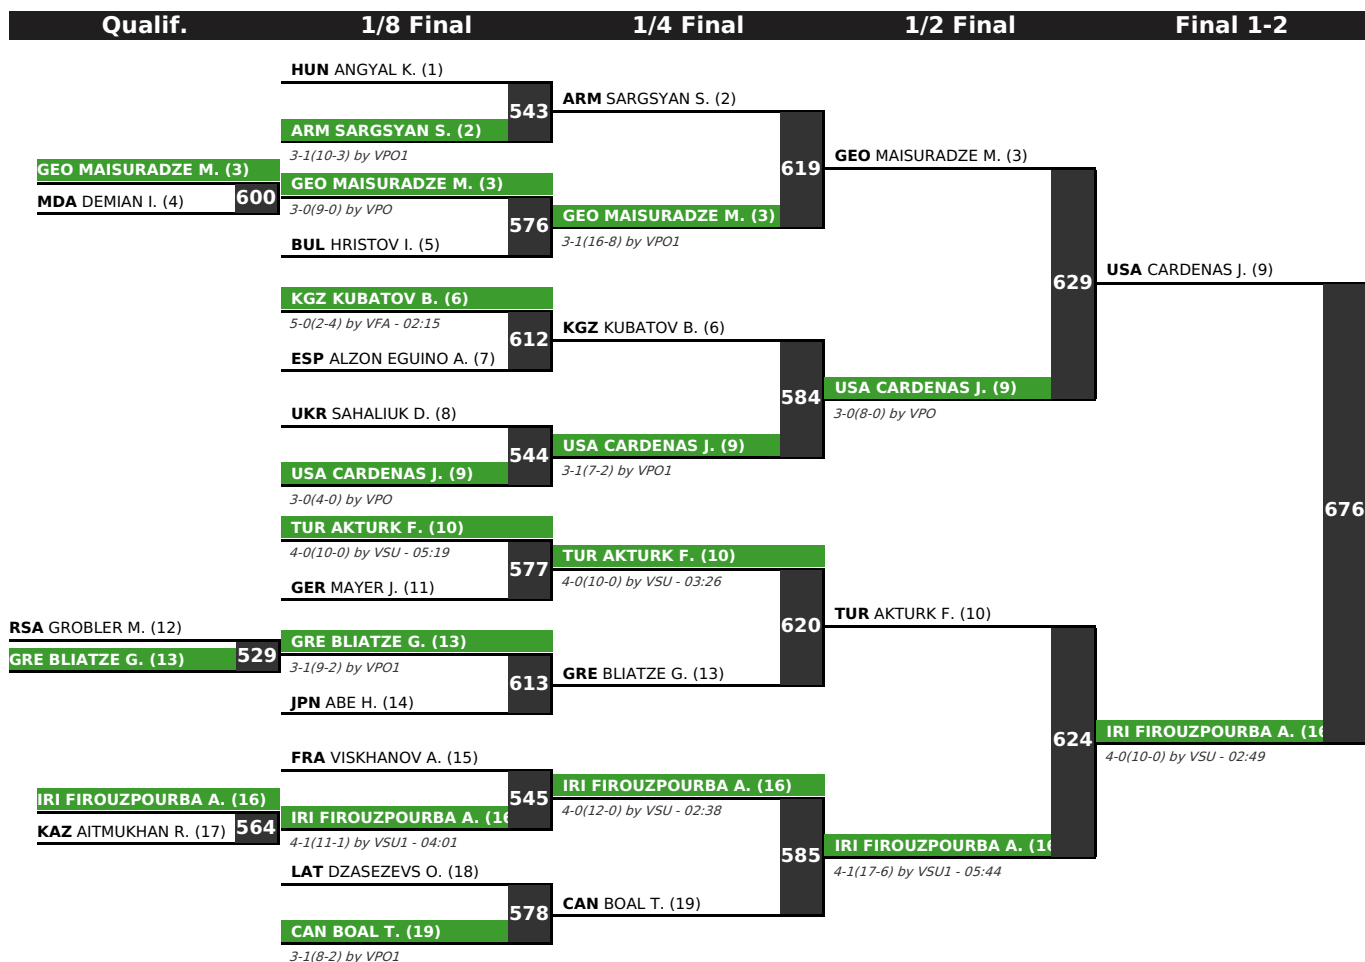 Qualif. 1/8 Final 1/4 Final 1/2 Final Final 1-2
HUN ANGYAL K. (1)
543
ARM SARGSYAN S. (2)
3-1(10-3) by VPO1
GEO MAISURADZE M. (3)
600
MDA DEMIAN I. (4)
GEO MAISURADZE M. (3)
3-0(9-0) by VPO
576
BUL HRISTOV I. (5)
KGZ KUBATOV B. (6)
5-0(2-4) by VFA - 02:15
612
ESP ALZON EGUINO A. (7)
UKR SAHALIUK D. (8)
544
USA CARDENAS J. (9)
3-0(4-0) by VPO
TUR AKTURK F. (10)
4-0(10-0) by VSU - 05:19
577
GER MAYER J. (11)
RSA GROBLER M. (12)
529
GRE BLIATZE G. (13)
GRE BLIATZE G. (13)
3-1(9-2) by VPO1
613
JPN ABE H. (14)
FRA VISKHANOV A. (15)
545
IRI FIROUZPOURBA A. (16
4-1(11-1) by VSU1 - 04:01
IRI FIROUZPOURBA A. (16)
564
KAZ AITMUKHAN R. (17)
LAT DZASEZEVS O. (18)
578
CAN BOAL T. (19)
3-1(8-2) by VPO1
ARM SARGSYAN S. (2)
619
GEO MAISURADZE M. (3)
3-1(16-8) by VPO1
KGZ KUBATOV B. (6)
584
USA CARDENAS J. (9)
3-1(7-2) by VPO1
TUR AKTURK F. (10)
4-0(10-0) by VSU - 03:26
620
GRE BLIATZE G. (13)
IRI FIROUZPOURBA A. (16)
4-0(12-0) by VSU - 02:38
585
CAN BOAL T. (19)
GEO MAISURADZE M. (3)
629
USA CARDENAS J. (9)
3-0(8-0) by VPO
TUR AKTURK F. (10)
624
IRI FIROUZPOURBA A. (16
4-1(17-6) by VSU1 - 05:44
USA CARDENAS J. (9)
676
IRI FIROUZPOURBA A. (16
4-0(10-0) by VSU - 02:49